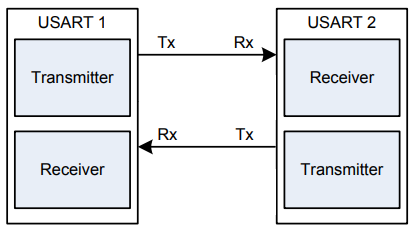 USART 1
USART 2
Tx
Rx
Transmitter
Receiver
Rx
Tx
Receiver
Transmitter